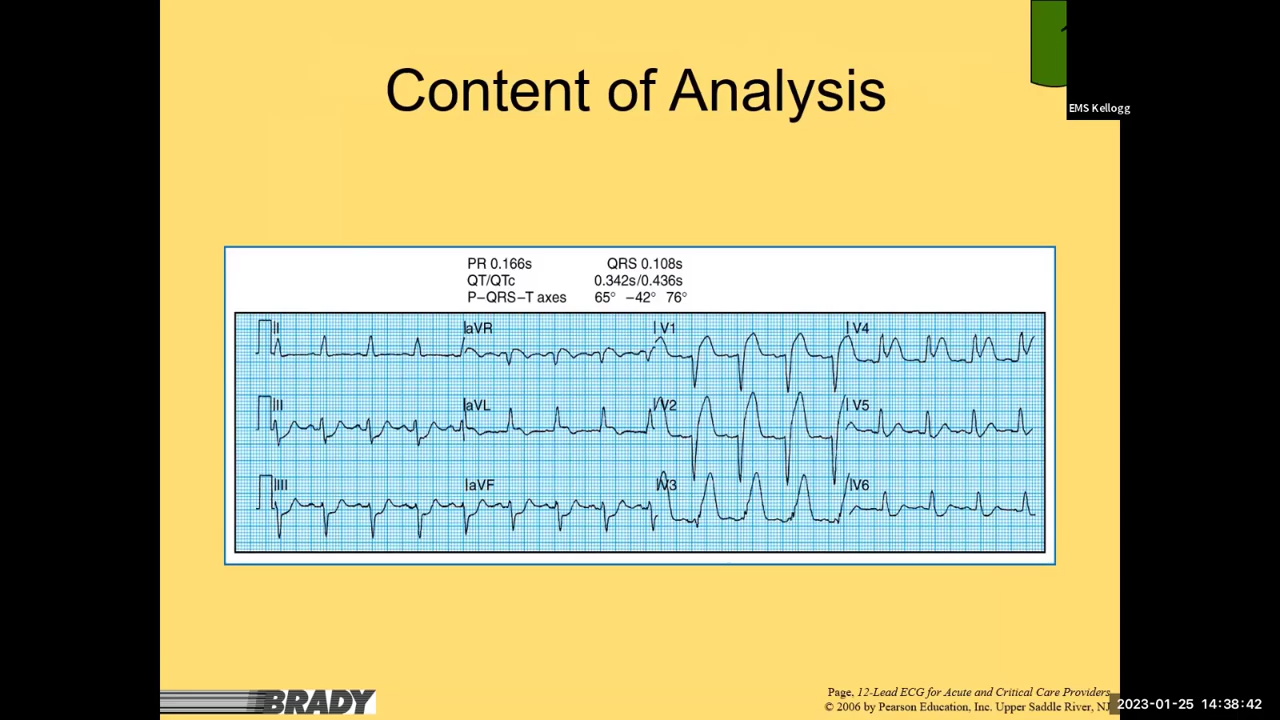 Content of Analysis
EMS Kellogg
PR 0.166s QRS 0.108s
QT/QTc 0.342s/0.436s
P–QRS–T axes 65° –42° 76°
I aVR V1 V4
II aVL V2 V5
III aVF V3 V6
BRADY
Page, 12-Lead ECG for Acute and Critical Care Providers
© 2006 by Pearson Education, Inc. Upper Saddle River, NJ
2023-01-25 14:38:42